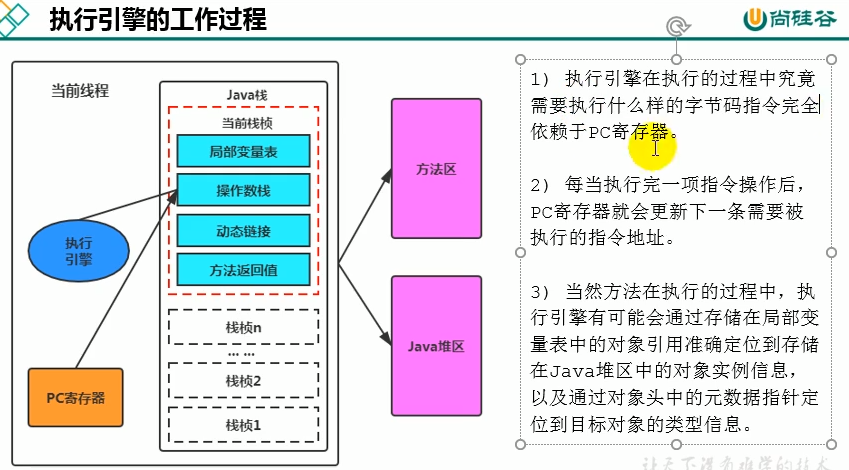 执行引擎的工作过程
尚硅谷
当前线程
Java栈
当前栈桢
局部变量表
操作数栈
动态链接
方法返回值
执行
引擎
栈桢n
... ...
栈桢2
栈桢1
PC寄存器
方法区
Java堆区
1) 执行引擎在执行的过程中究竟
需要执行什么样的字节码指令完全
依赖于PC寄存器。
2) 每当执行完一项指令操作后，
PC寄存器就会更新下一条需要被
执行的指令地址。
3) 当然方法在执行的过程中，执
行引擎有可能会通过存储在局部变
量表中的对象引用准确定位到存储
在Java堆区中的对象实例信息，
以及通过对象头中的元数据指针定
位到目标对象的类型信息。
让天下没有难学的技术